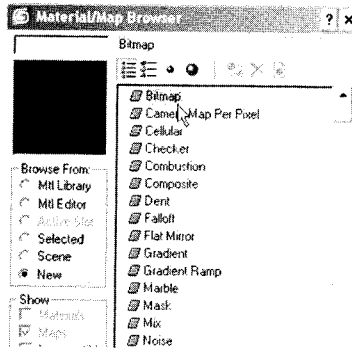 Material/Map Browser
Bitmap
Bitmap
Camera Map Per Pixel
Cellular
Checker
Combustion
Composite
Dent
Falloff
Flat Mirror
Gradient
Gradient Ramp
Marble
Mask
Mix
Noise
Browse From:
Mtl Library
Mtl Editor
Active Slot
Selected
Scene
New
Show
Materials
Maps